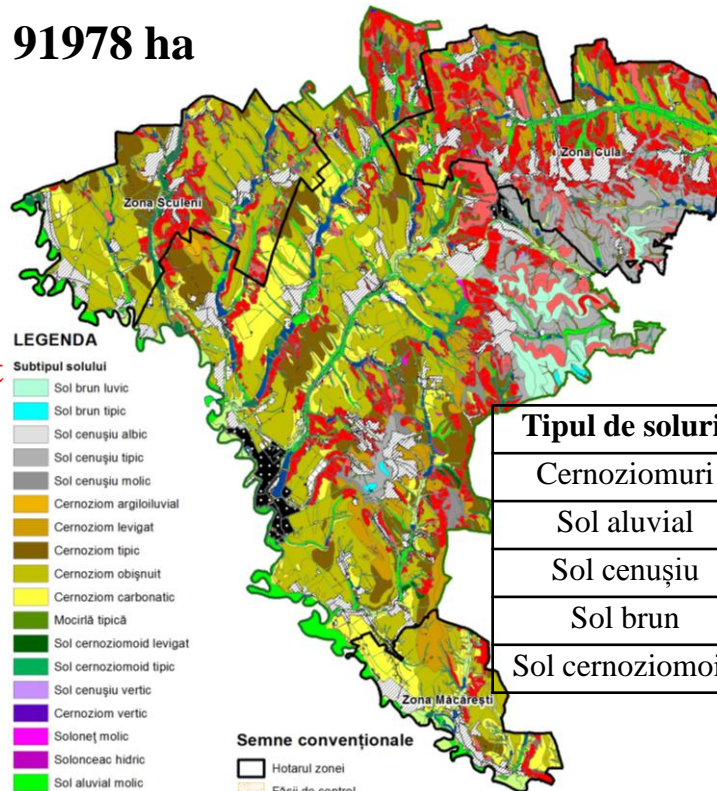 91978 ha
Zona Cula
Zona Sculeni
LEGENDA
Subtipul solului
Sol brun luvic
Sol brun tipic
Sol cenușiu albic
Sol cenușiu tipic
Sol cenușiu molic
Cernoziom argiloiluvial
Cernoziom levigat
Cernoziom tipic
Cernoziom obișnuit
Cernoziom carbonatic
Mocirlă tipică
Sol cernoziomoid levigat
Sol cernoziomoid tipic
Sol cenușiu vertic
Cernoziom vertic
Soloneț molic
Solonceac hidric
Sol aluvial molic
Tipul de soluri
Cernoziomuri
Sol aluvial
Sol cenușiu
Sol brun
Sol cernoziomoi
Zona Măcărești
Semne convenționale
Hotarul zonei